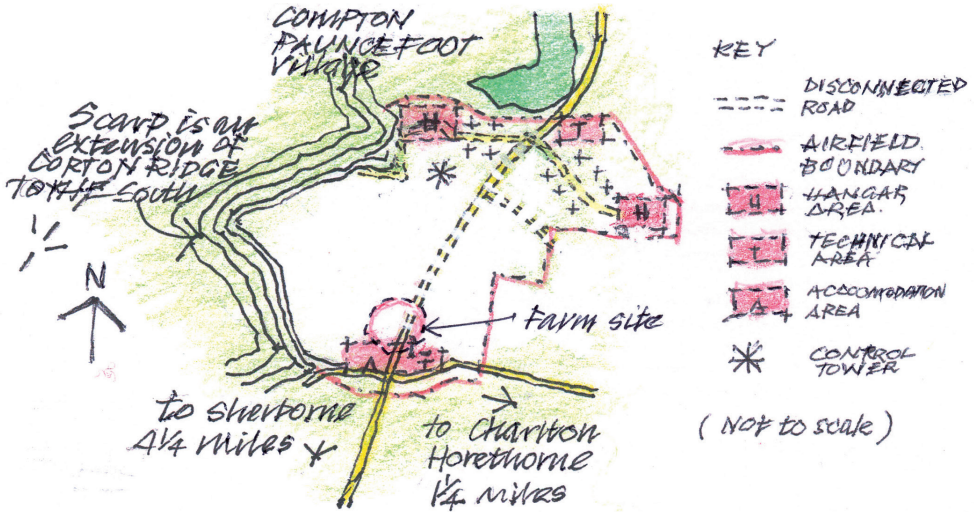 COMPTON
PAUNCEFOOT
Village
Scarp is an
extension of
CORTON RIDGE
TO THE South
N
H
T
H
A
Farm site
to Sherborne
4¼ miles
to Charlton
Horethorne
1¼ miles
KEY
DISCONNECTED
ROAD
AIRFIELD
BOUNDARY
H
HANGAR
AREA.
T
TECHNICAL
AREA
A
ACCOMODATION
AREA
CONTROL
TOWER
(Not to scale)